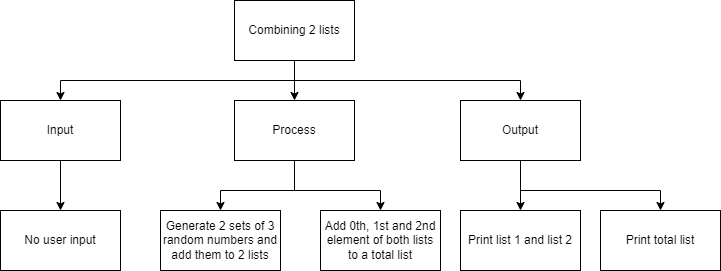 Combining 2 lists
Input
Process
Output
No user input
Generate 2 sets of 3
random numbers and
add them to 2 lists
Add 0th, 1st and 2nd
element of both lists
to a total list
Print list 1 and list 2
Print total list